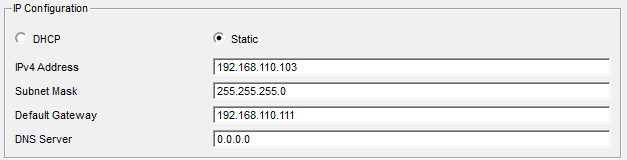 IP Configuration
DHCP Static
IPv4 Address 192.168.110.103
Subnet Mask 255.255.255.0
Default Gateway 192.168.110.111
DNS Server 0.0.0.0